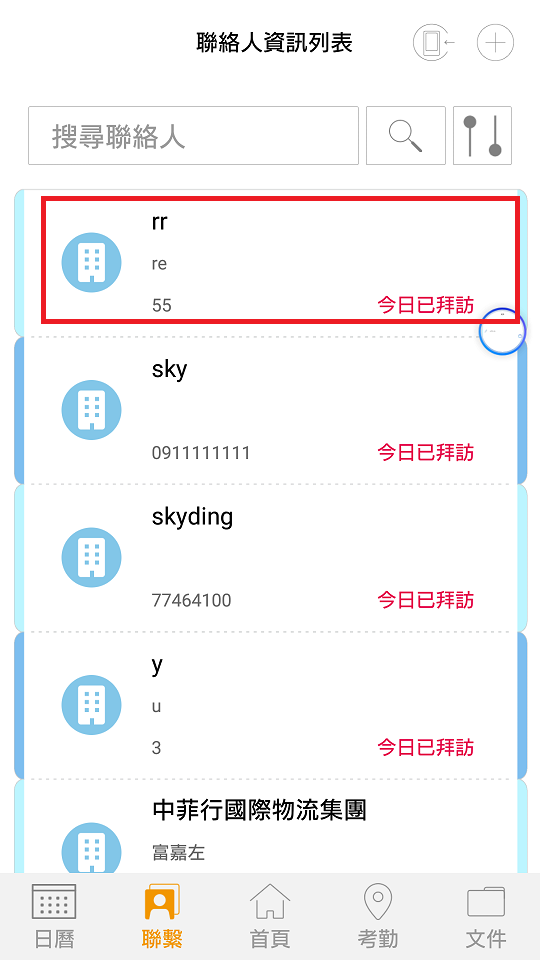 聯絡人資訊列表
搜尋聯絡人
rr
re
55
今日已拜訪
sky
0911111111
今日已拜訪
skyding
77464100
今日已拜訪
y
u
3
今日已拜訪
中菲行國際物流集團
富嘉左
日曆
聯繫
首頁
考勤
文件